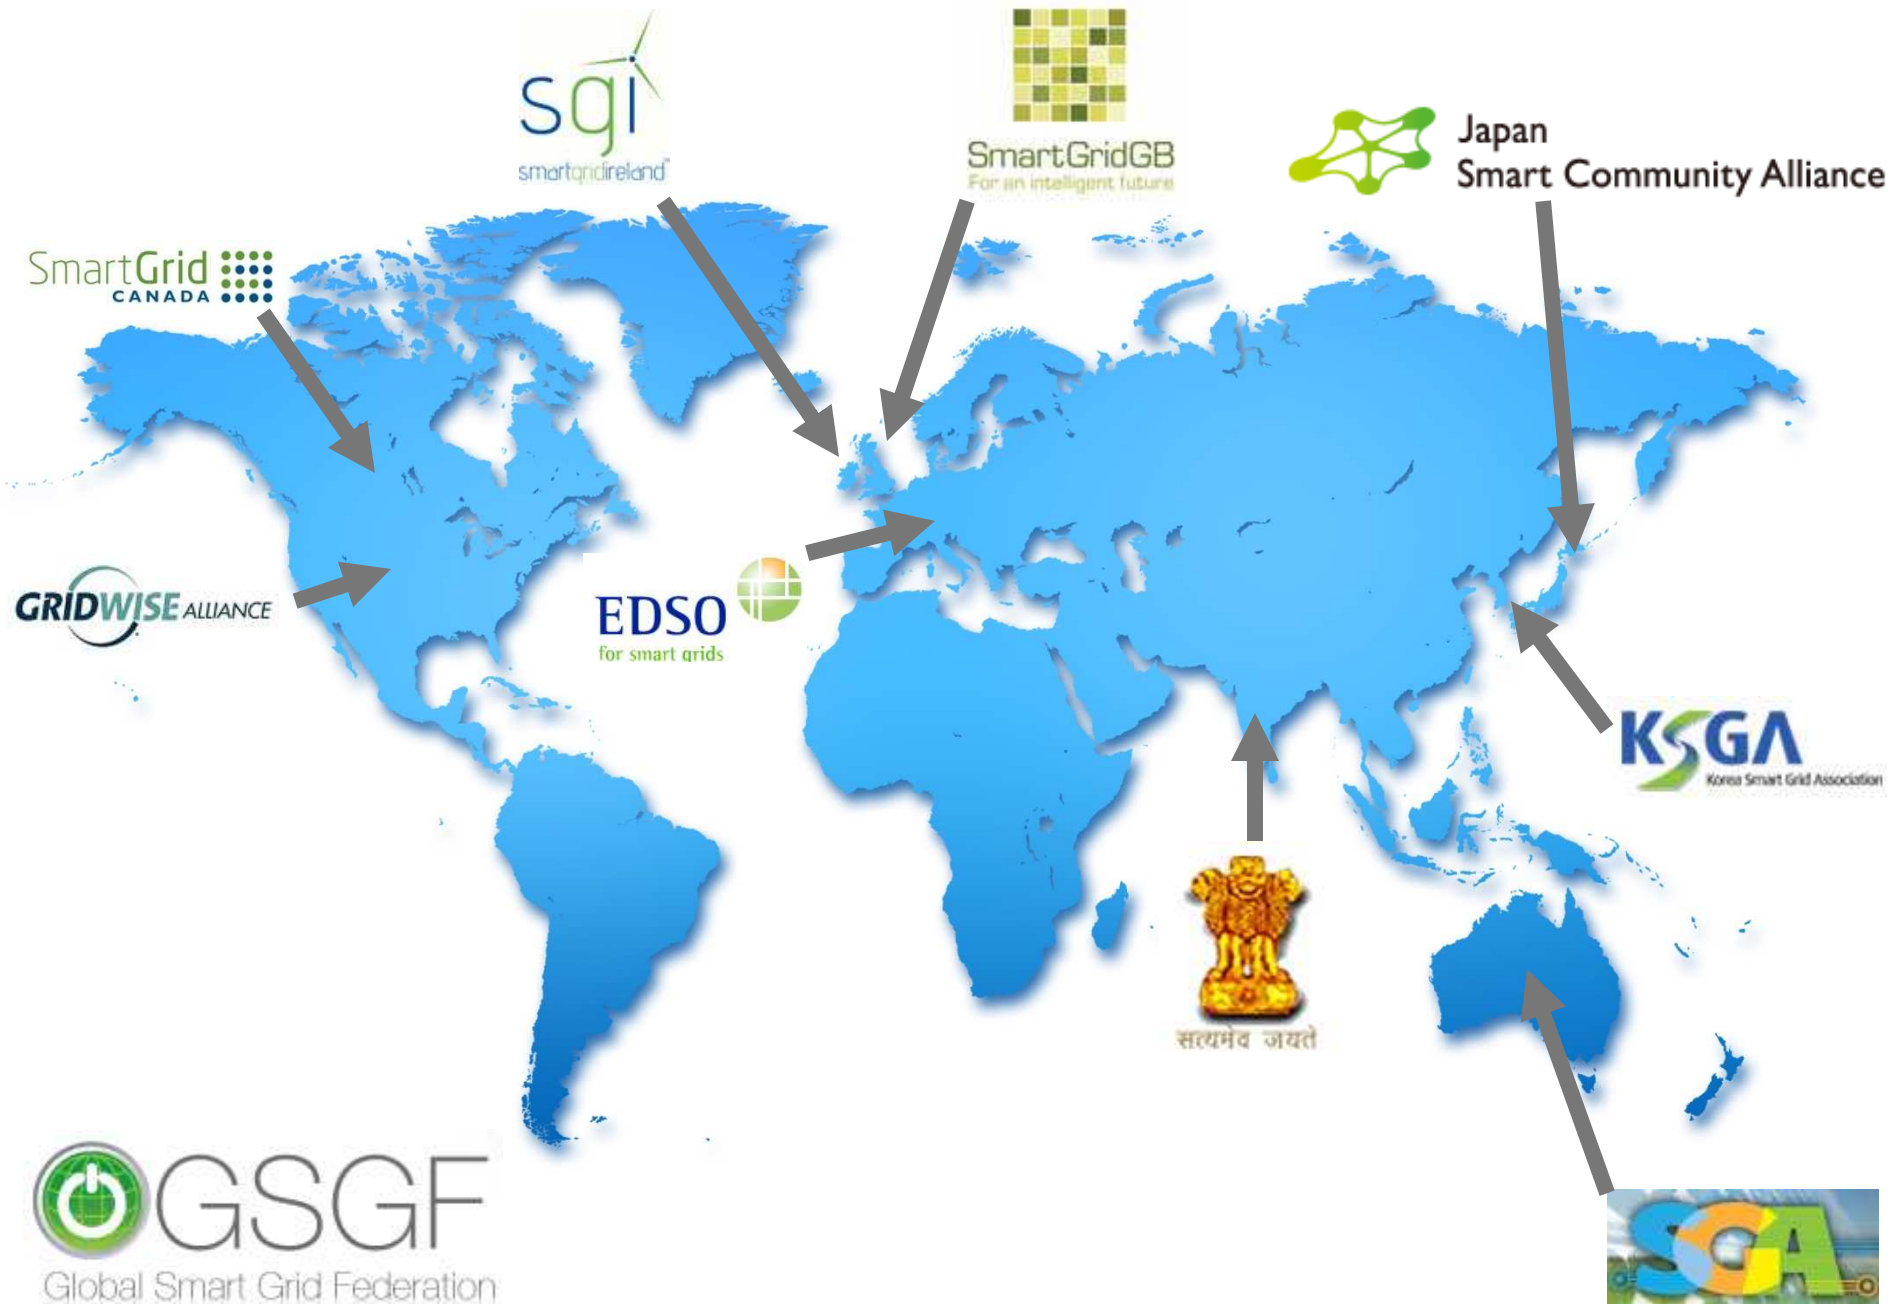 sgi
smartgridireland
SmartGridGB
For an intelligent future
Japan
Smart Community Alliance
SmartGrid
CANADA
GRIDWISE ALLIANCE
EDSO
for smart grids
KSGA
Korea Smart Grid Association
सत्यमेव जयते
GSGF
Global Smart Grid Federation
SGA